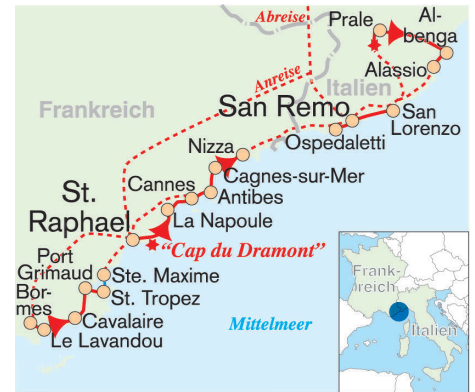 Abreise
Prale
Al-
benga
Anreise
Italien
Alassio
Frankreich
San Remo
San
Lorenzo
Ospedaletti
Nizza
Cagnes-sur-Mer
Cannes
Antibes
St.
Raphael
La Napoule
"Cap du Dramont"
Port
Grimaud
Ste. Maxime
Bor-
mes
St. Tropez
Cavalaire
Le Lavandou
Mittelmeer
Frank-
reich
Italien